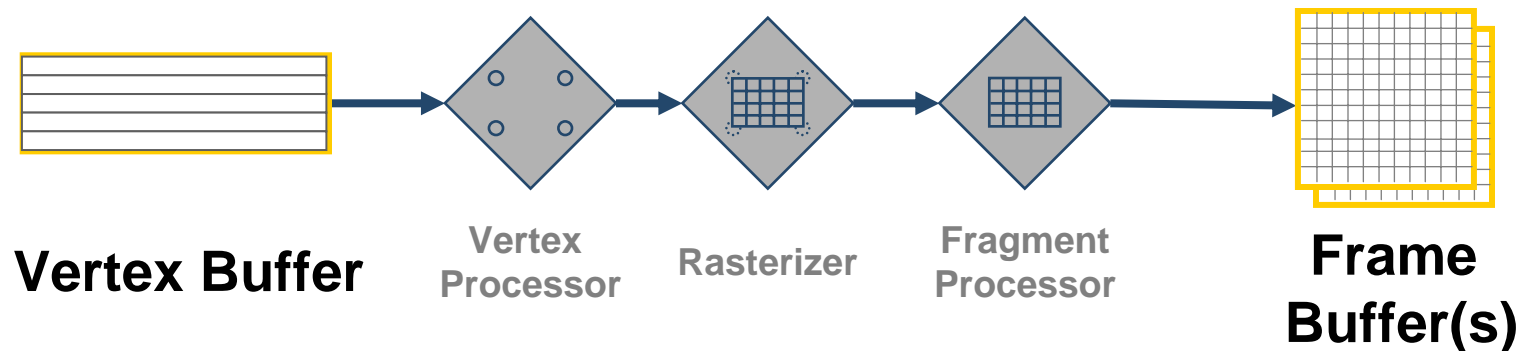 Vertex Buffer
Vertex
Processor
Rasterizer
Fragment
Processor
Frame
Buffer(s)